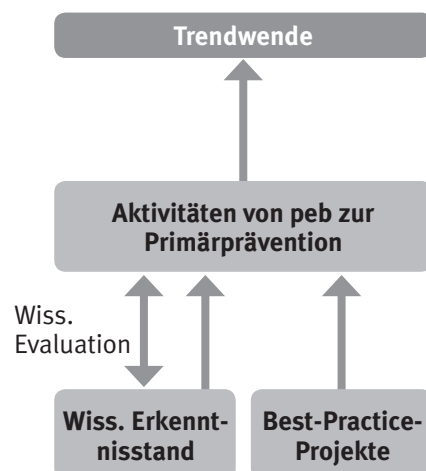 Trendwende
Aktivitäten von peb zur
Primärprävention
Wiss.
Evaluation
Wiss. Erkennt-
nisstand
Best-Practice-
Projekte